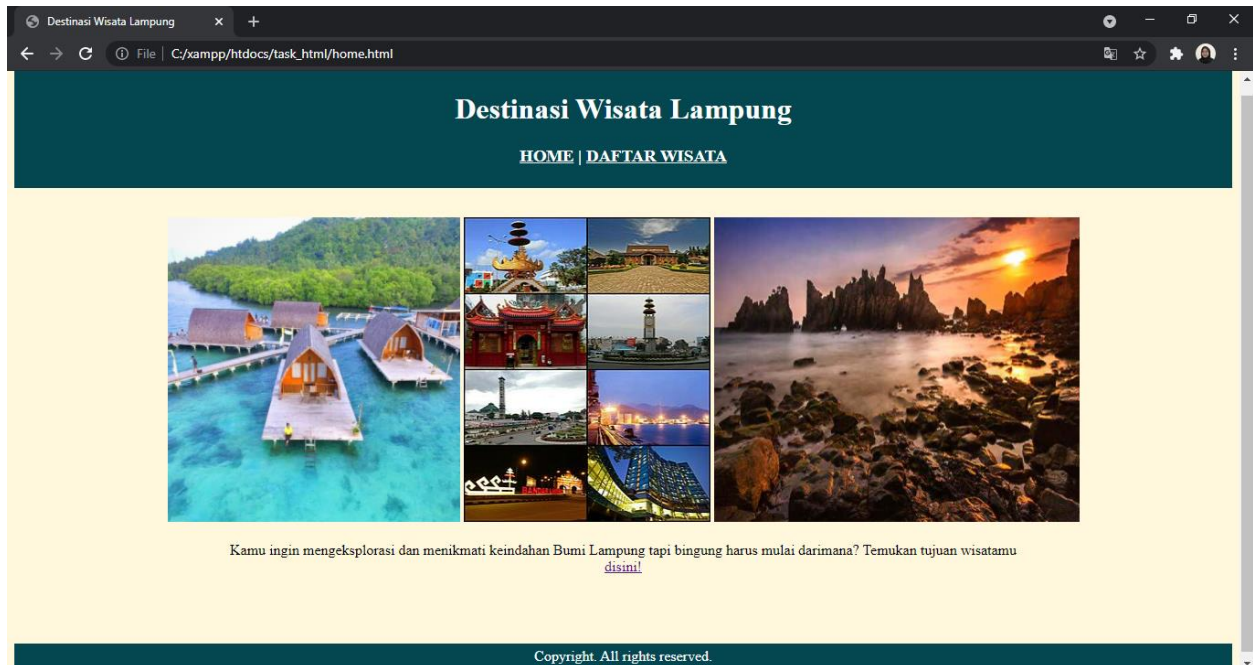 Destinasi Wisata Lampung
File | C:/xampp/htdocs/task_html/home.html
Destinasi Wisata Lampung
HOME | DAFTAR WISATA
Kamu ingin mengeksplorasi dan menikmati keindahan Bumi Lampung tapi bingung harus mulai darimana? Temukan tujuan wisatamu
disini!
Copyright. All rights reserved.